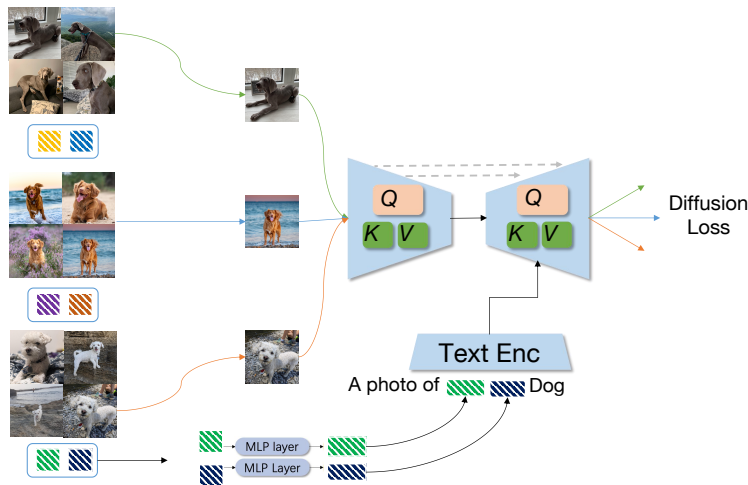 Q
K V
Q
K V
Diffusion
Loss
Text Enc
A photo of Dog
MLP layer
MLP Layer